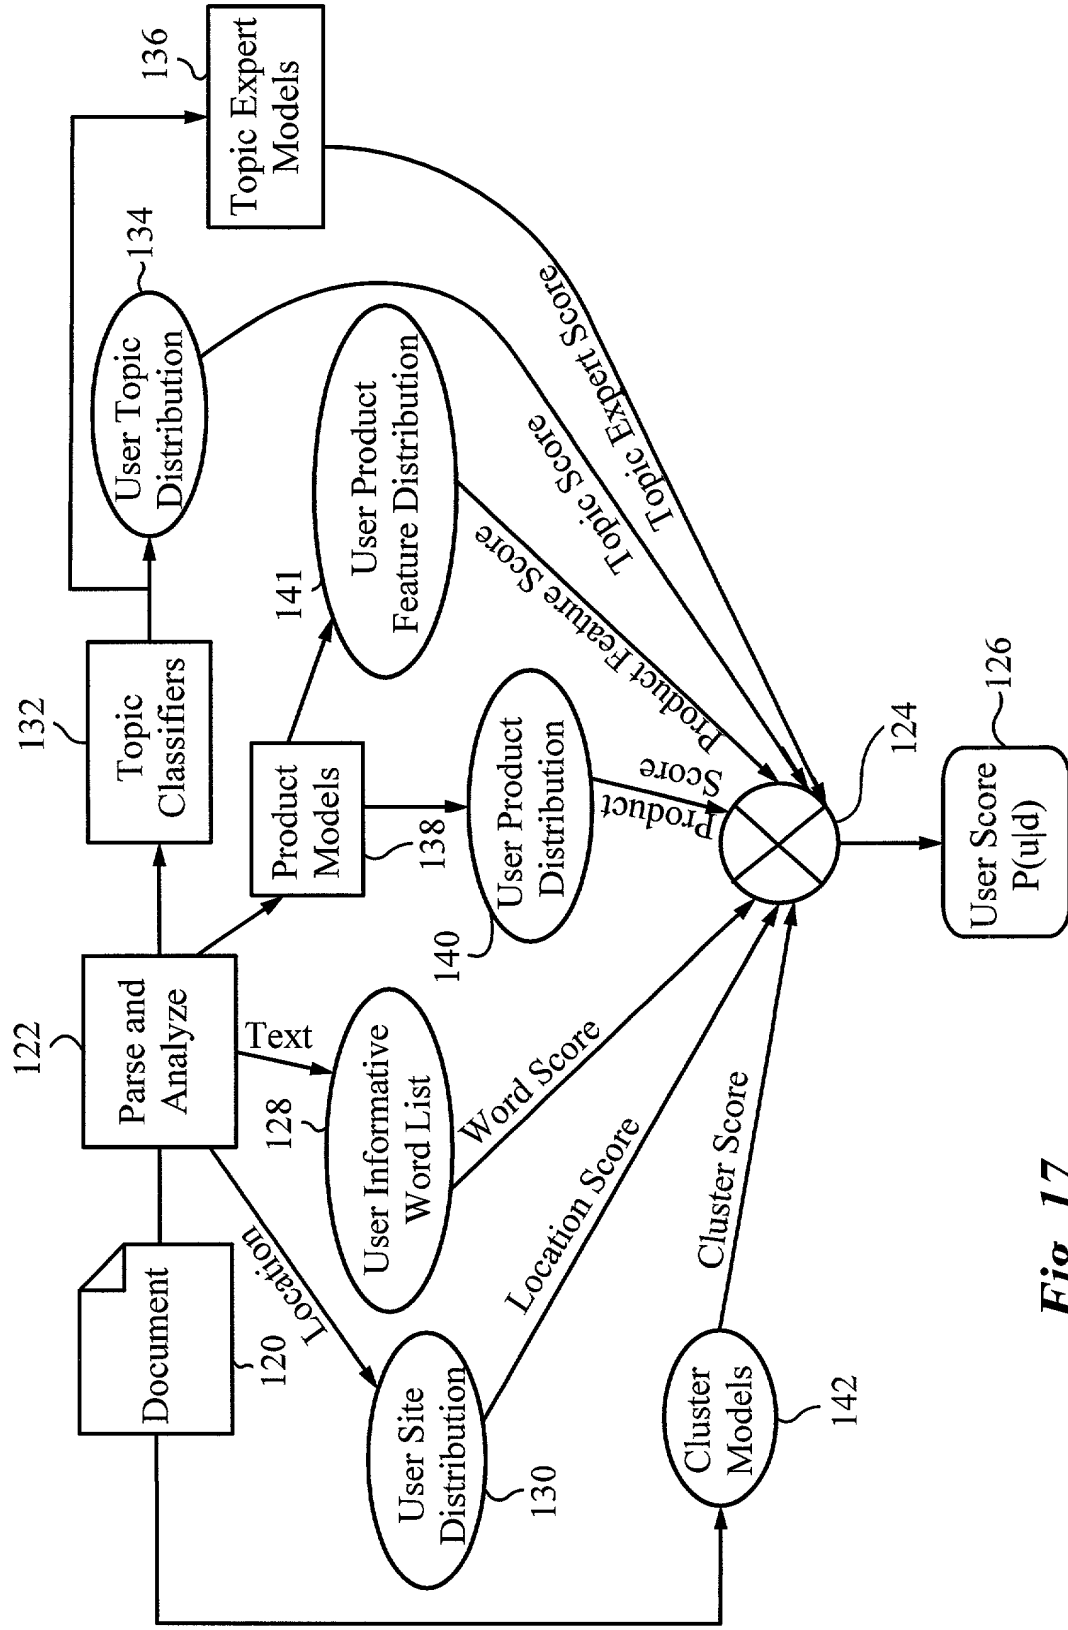 Document
120
Parse and
Analyze
122
Topic
Classifiers
132
User Topic
Distribution
134
Topic Expert
Models
136
Location
Text
User Site
Distribution
130
User Informative
Word List
128
Product
Models
138
User Product
Distribution
140
User Product
Feature Distribution
141
Cluster
Models
142
Cluster Score
Location Score
Word Score
Product
Score
Product Feature Score
Topic Score
Topic Expert Score
124
User Score
P(u|d)
126
Fig. 17